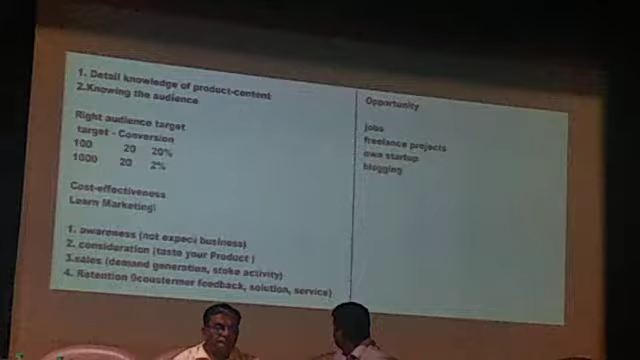 1. Detail knowledge of product-content
2.Knowing the audience
Right audience target
target - Conversion
100 20 20%
1000 20 2%
Cost-effectiveness
Learn Marketing!
1. awareness (not expect business)
2. consideration (taste your Product )
3.sales (demand generation, stoke activity)
4. Retention 9coustermer feedback, solution, service)
Opportunity
jobs
freelance projects
own startup
blogging